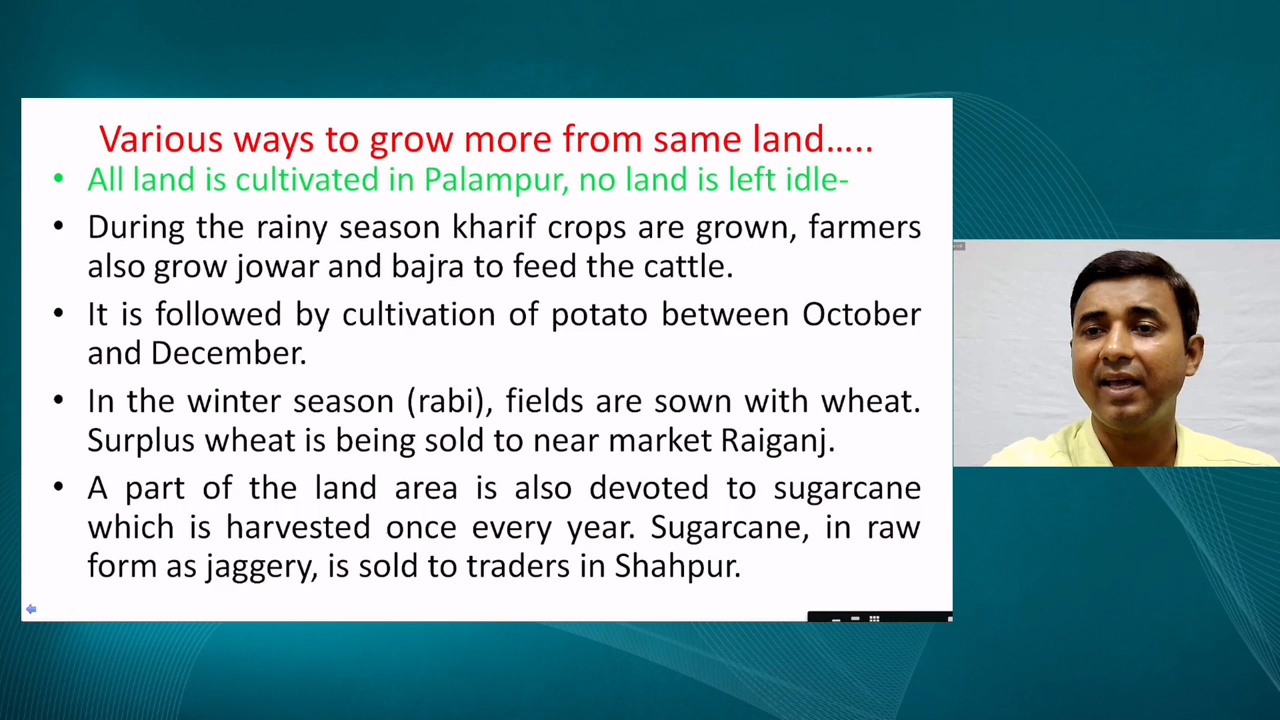 Various ways to grow more from same land…..
• All land is cultivated in Palampur, no land is left idle-
• During the rainy season kharif crops are grown, farmers
also grow jowar and bajra to feed the cattle.
• It is followed by cultivation of potato between October
and December.
• In the winter season (rabi), fields are sown with wheat.
Surplus wheat is being sold to near market Raiganj.
• A part of the land area is also devoted to sugarcane
which is harvested once every year. Sugarcane, in raw
form as jaggery, is sold to traders in Shahpur.